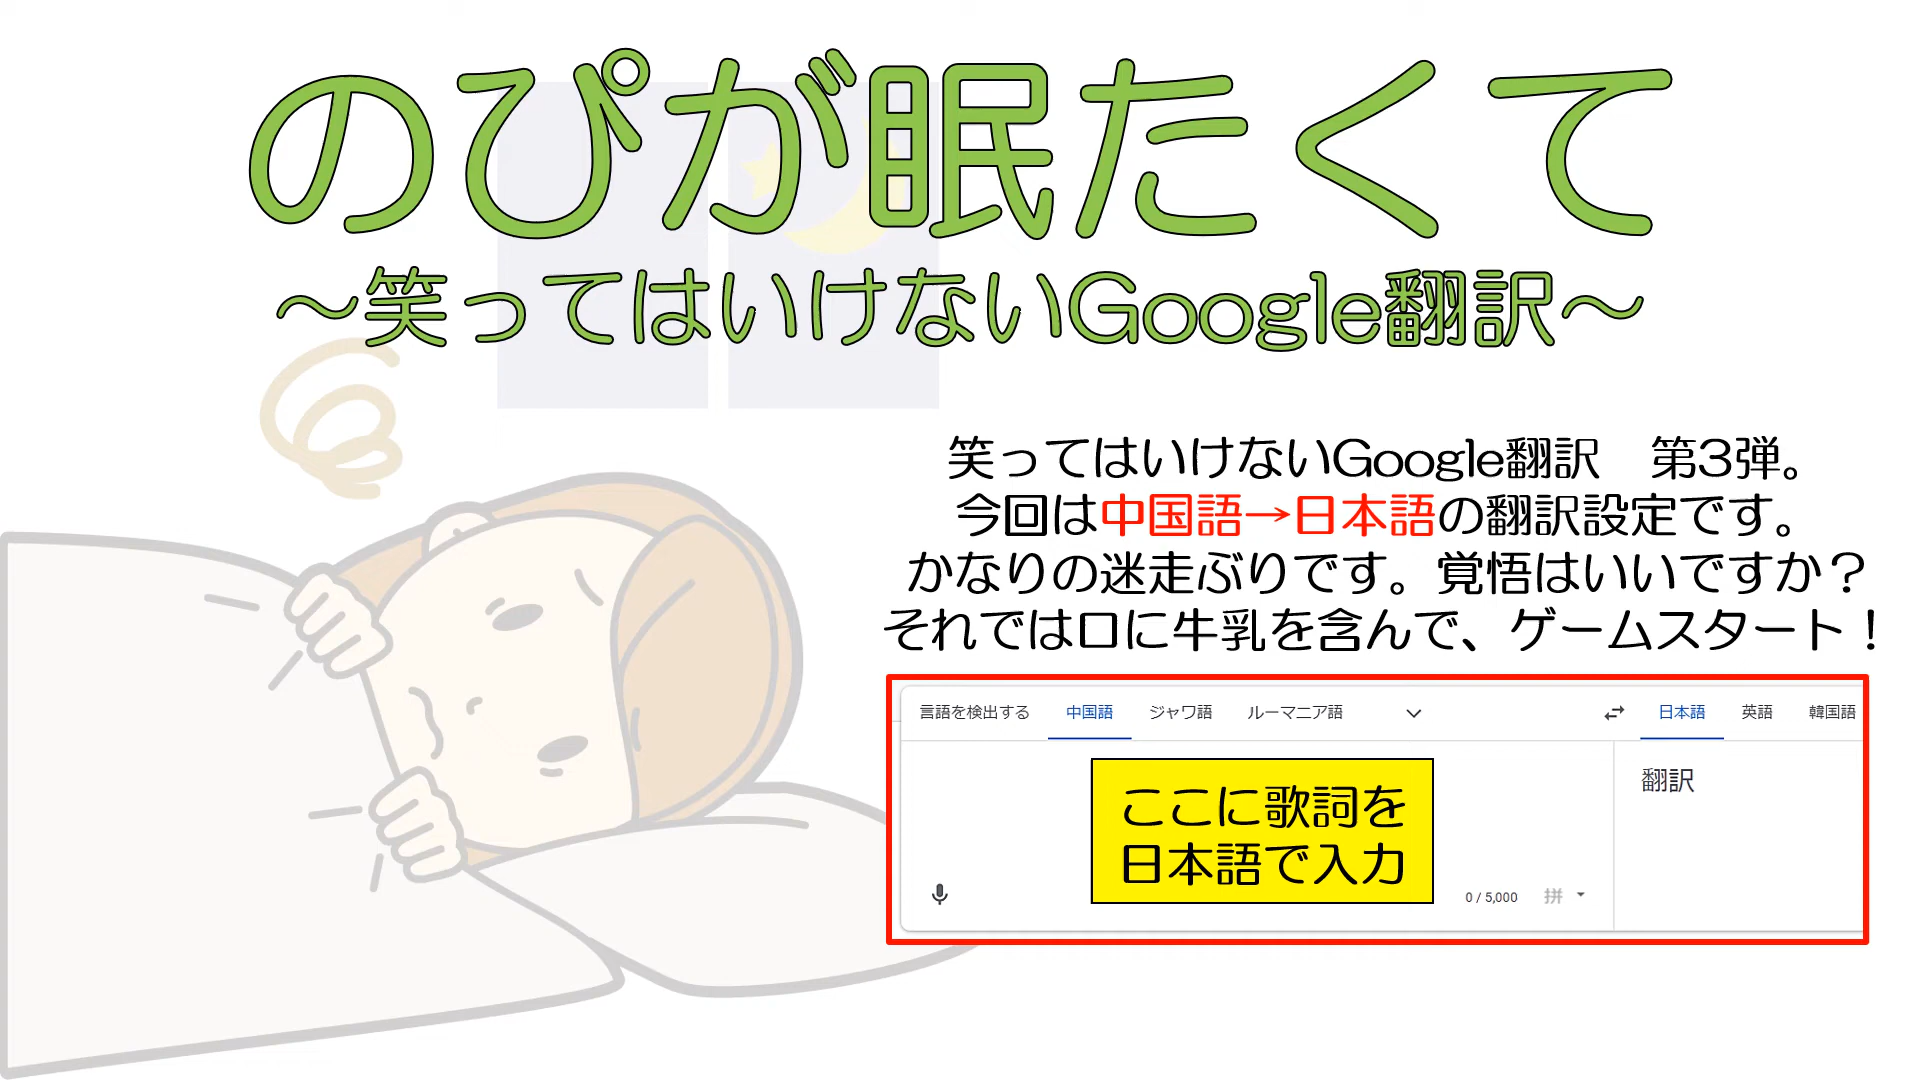 のぴが眠たくて
～笑ってはいけないGoogle翻訳～
笑ってはいけないGoogle翻訳　第3弾。
今回は中国語→日本語の翻訳設定です。
かなりの迷走ぶりです。覚悟はいいですか？
それでは口に牛乳を含んで、ゲームスタート！
言語を検出する 中国語 ジャワ語 ルーマニア語 日本語 英語 韓国語
翻訳
ここに歌詞を
日本語で入力
0 / 5,000 拼